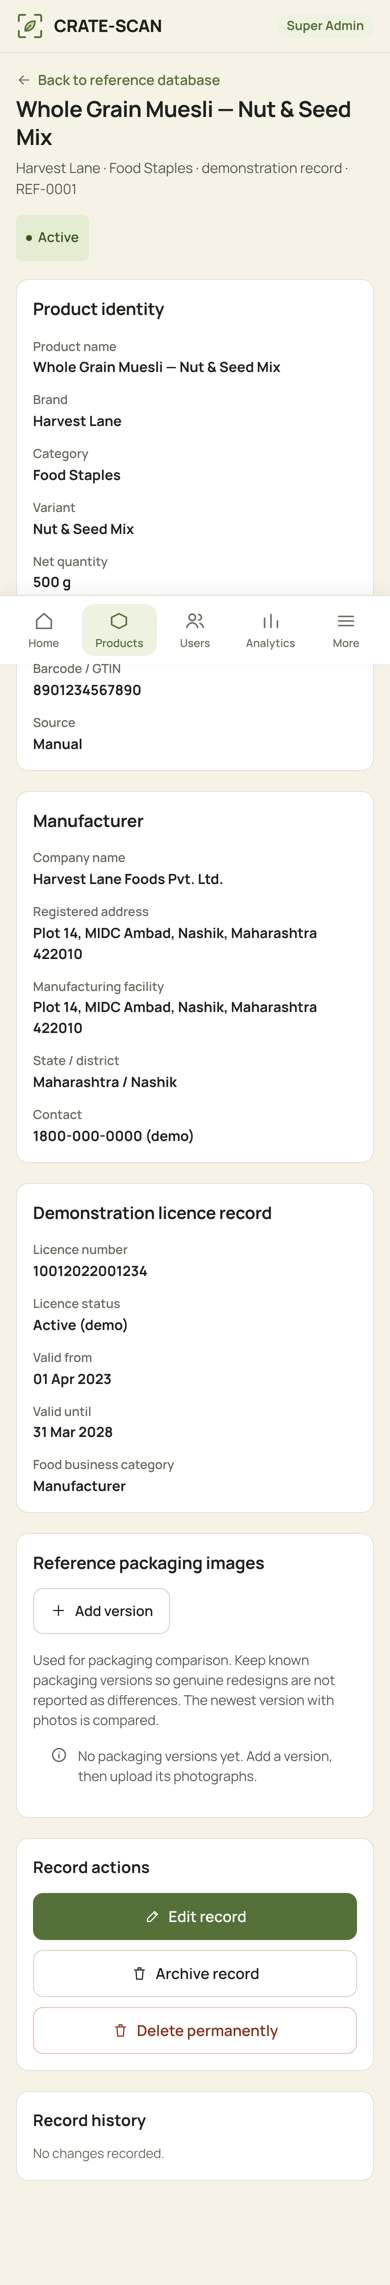 CRATE-SCAN
Super Admin
← Back to reference database
Whole Grain Muesli — Nut & Seed
Mix
Harvest Lane · Food Staples · demonstration record ·
REF-0001
• Active
Product identity
Product name
Whole Grain Muesli — Nut & Seed Mix
Brand
Harvest Lane
Category
Food Staples
Variant
Nut & Seed Mix
Net quantity
500 g
Home
Products
Users
Analytics
More
Barcode / GTIN
8901234567890
Source
Manual
Manufacturer
Company name
Harvest Lane Foods Pvt. Ltd.
Registered address
Plot 14, MIDC Ambad, Nashik, Maharashtra
422010
Manufacturing facility
Plot 14, MIDC Ambad, Nashik, Maharashtra
422010
State / district
Maharashtra / Nashik
Contact
1800-000-0000 (demo)
Demonstration licence record
Licence number
10012022001234
Licence status
Active (demo)
Valid from
01 Apr 2023
Valid until
31 Mar 2028
Food business category
Manufacturer
Reference packaging images
+ Add version
Used for packaging comparison. Keep known
packaging versions so genuine redesigns are not
reported as differences. The newest version with
photos is compared.
No packaging versions yet. Add a version,
then upload its photographs.
Record actions
Edit record
Archive record
Delete permanently
Record history
No changes recorded.